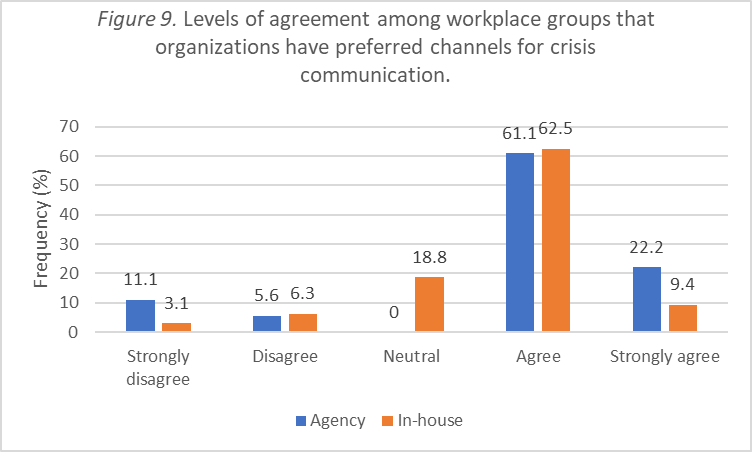 Figure 9. Levels of agreement among workplace groups that
organizations have preferred channels for crisis
communication.
Frequency (%)
70
60
50
40
30
20
10
0
11.1
3.1
5.6
6.3
0
18.8
61.1
62.5
22.2
9.4
Strongly
disagree
Disagree
Neutral
Agree
Strongly agree
Agency
In-house